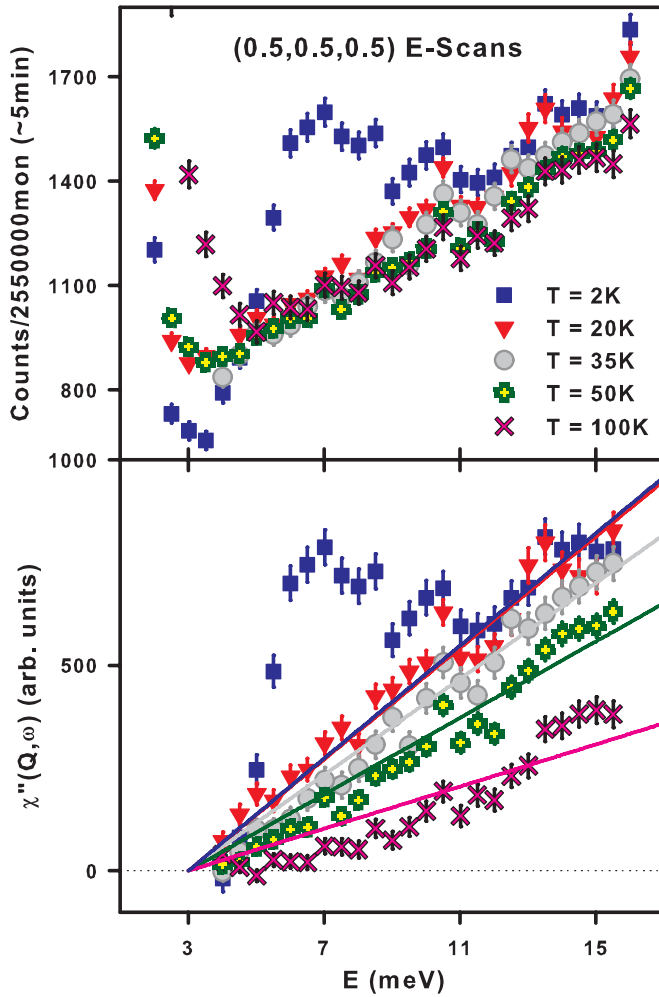 (0.5,0.5,0.5) E-Scans
Counts/2550000mon (~5min)
1700
1400
1100
800
T = 2K
T = 20K
T = 35K
T = 50K
T = 100K
1000
500
0
χ"(Q,ω) (arb. units)
3 7 11 15
E (meV)